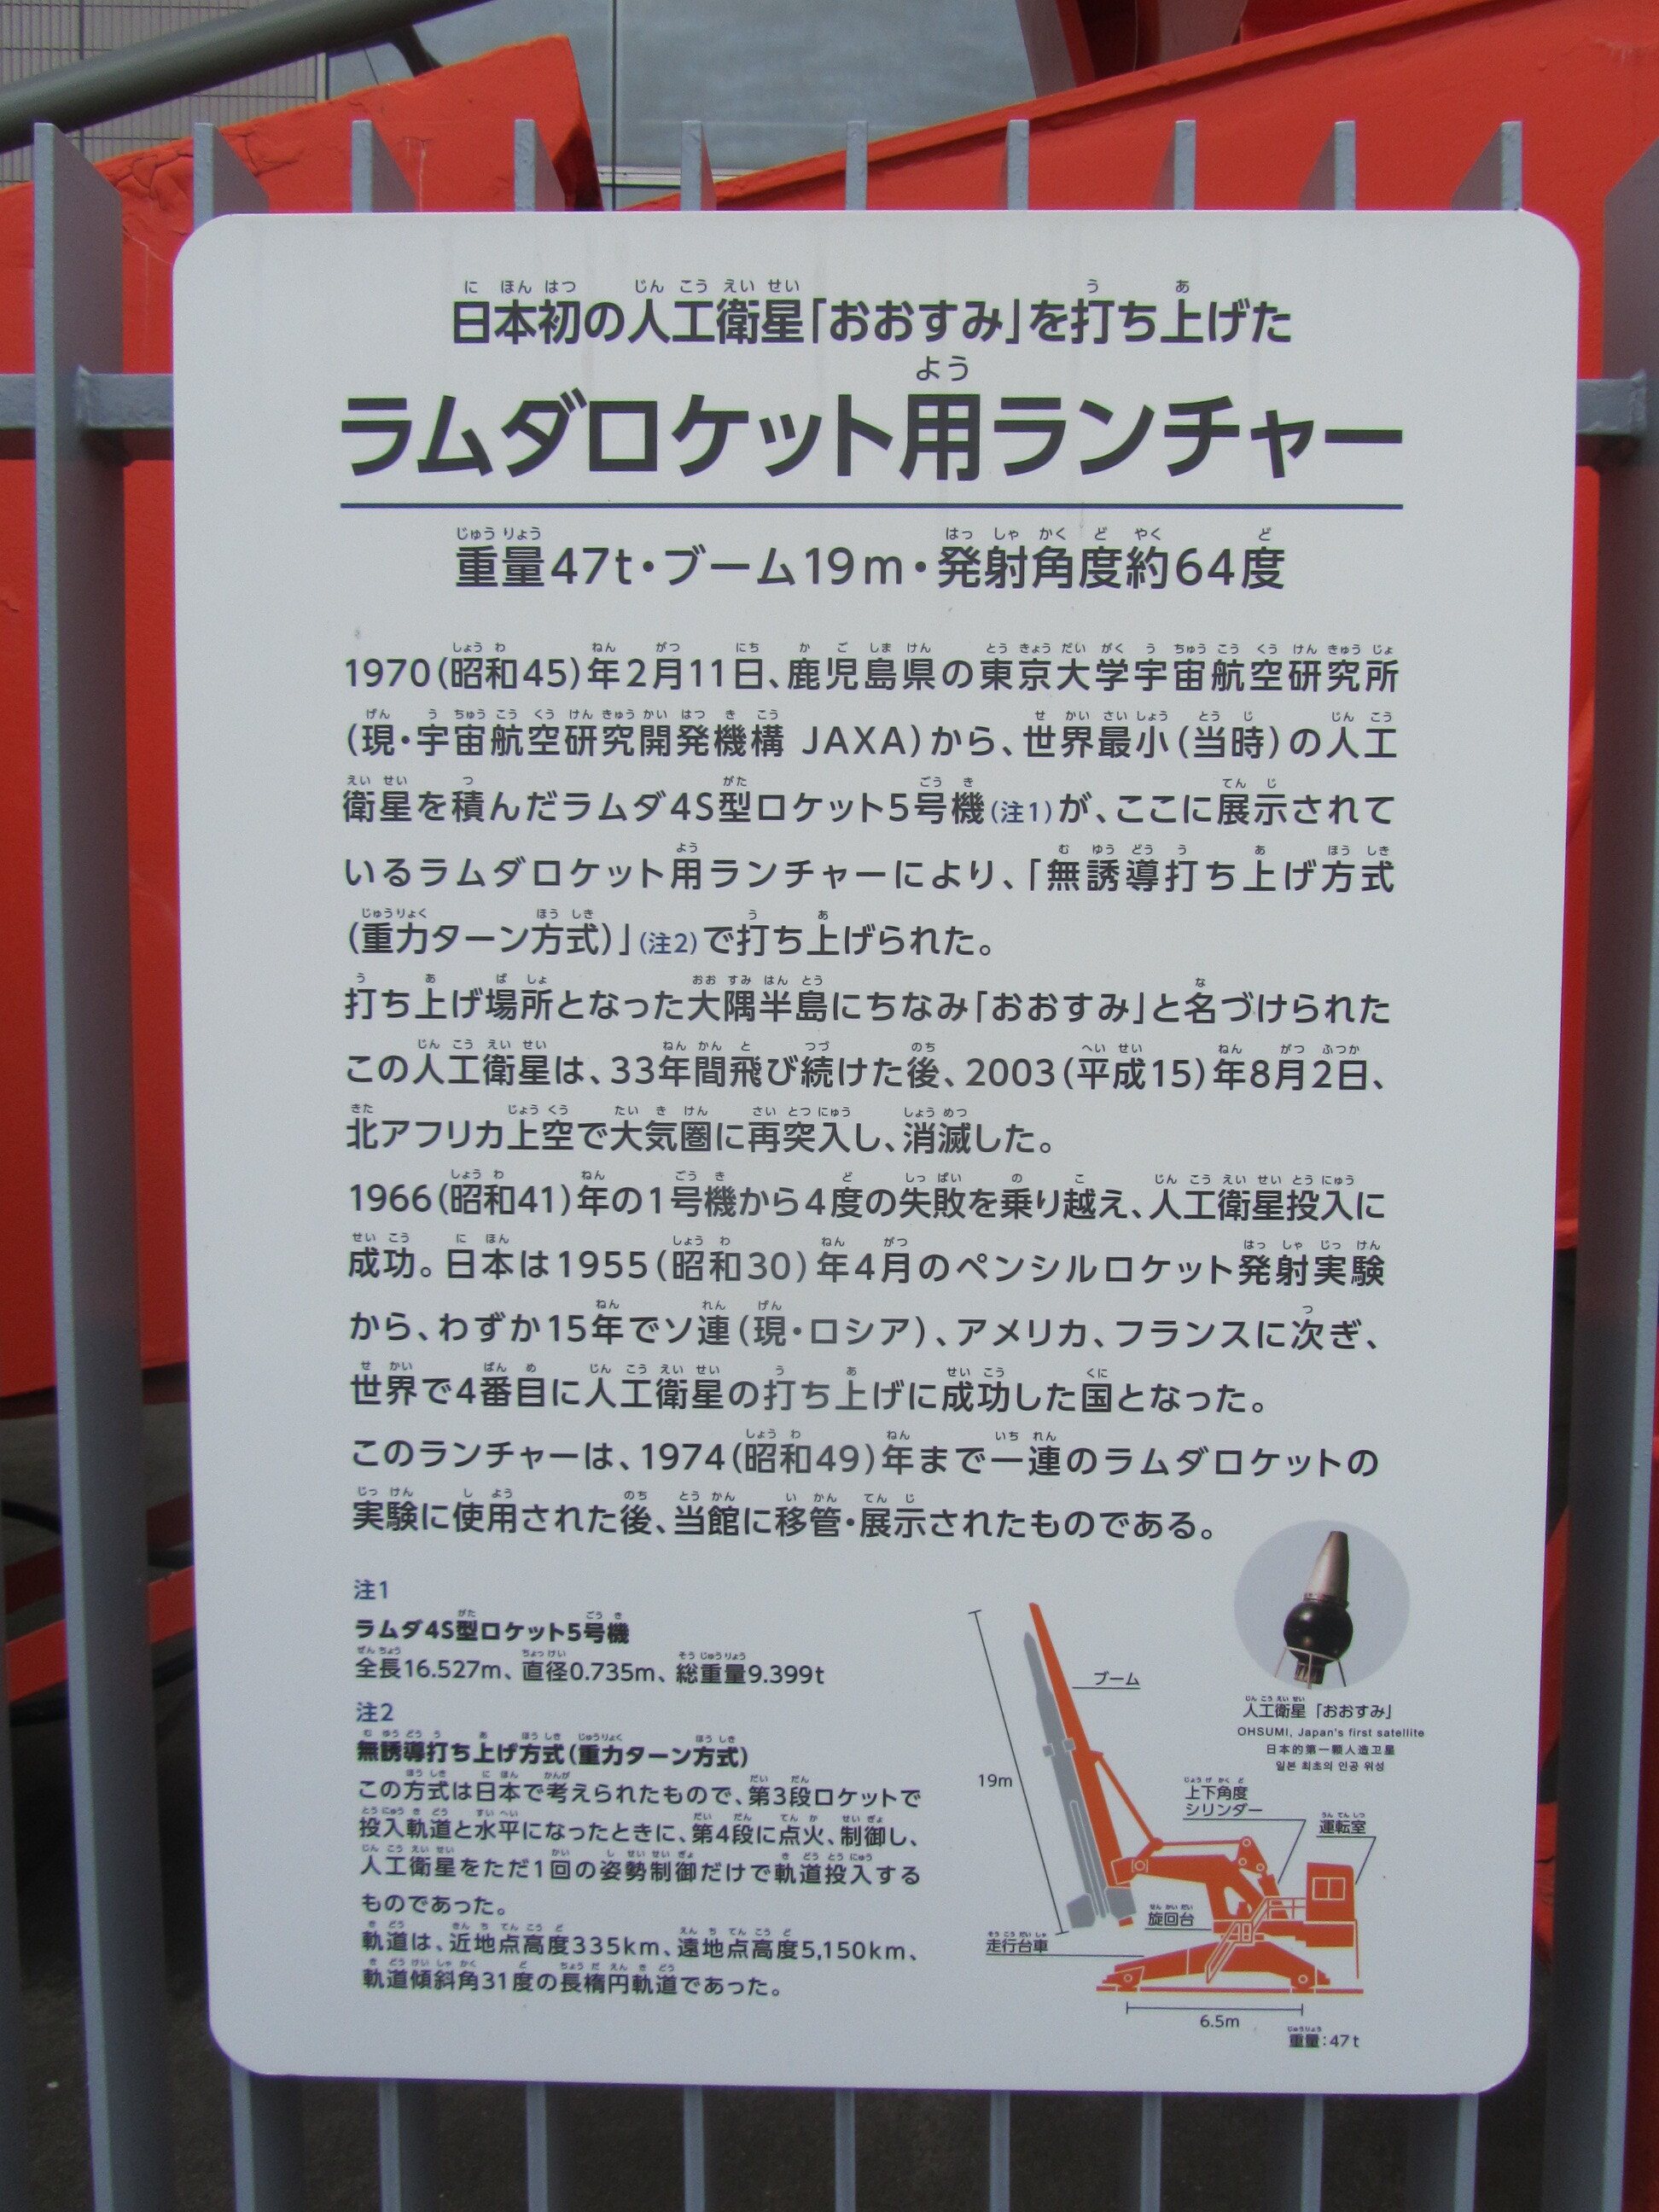 日本初の人工衛星「おおすみ」を打ち上げた
ラムダロケット用ランチャー
重量47t・ブーム19m・発射角度約64度
1970(昭和45)年2月11日、鹿児島県の東京大学宇宙航空研究所
(現・宇宙航空研究開発機構 JAXA)から、世界最小(当時)の人工
衛星を積んだラムダ4S型ロケット5号機(注1)が、ここに展示されて
いるラムダロケット用ランチャーにより、「無誘導打ち上げ方式
(重力ターン方式)」(注2)で打ち上げられた。
打ち上げ場所となった大隅半島にちなみ「おおすみ」と名づけられた
この人工衛星は、33年間飛び続けた後、2003(平成15)年8月2日、
北アフリカ上空で大気圏に再突入し、消滅した。
1966(昭和41)年の1号機から4度の失敗を乗り越え、人工衛星投入に
成功。日本は1955(昭和30)年4月のペンシルロケット発射実験
から、わずか15年でソ連(現・ロシア)、アメリカ、フランスに次ぎ、
世界で4番目に人工衛星の打ち上げに成功した国となった。
このランチャーは、1974(昭和49)年まで一連のラムダロケットの
実験に使用された後、当館に移管・展示されたものである。
注1
ラムダ4S型ロケット5号機
全長16.527m、直径0.735m、総重量9.399t
注2
無誘導打ち上げ方式(重力ターン方式)
この方式は日本で考えられたもので、第3段ロケットで
投入軌道と水平になったときに、第4段に点火、制御し、
人工衛星をただ1回の姿勢制御だけで軌道投入する
ものであった。
軌道は、近地点高度335km、遠地点高度5,150km、
軌道傾斜角31度の長楕円軌道であった。
人工衛星「おおすみ」
OHSUMI, Japan's first satellite
日本的第一颗人造卫星
일본 최초의 인공 위성
ブーム
19m
上下角度
シリンダー
運転室
旋回台
走行台車
6.5m
重量:47t